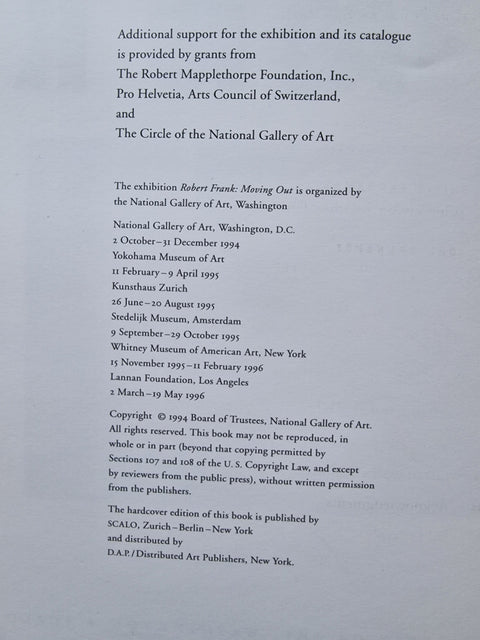 Additional support for the exhibition and its catalogue
is provided by grants from
The Robert Mapplethorpe Foundation, Inc.,
Pro Helvetia, Arts Council of Switzerland,
and
The Circle of the National Gallery of Art
The exhibition Robert Frank: Moving Out is organized by
the National Gallery of Art, Washington
National Gallery of Art, Washington, D.C.
2 October–31 December 1994
Yokohama Museum of Art
11 February–9 April 1995
Kunsthaus Zurich
26 June–20 August 1995
Stedelijk Museum, Amsterdam
9 September–29 October 1995
Whitney Museum of American Art, New York
15 November 1995–11 February 1996
Lannan Foundation, Los Angeles
2 March–19 May 1996
Copyright © 1994 Board of Trustees, National Gallery of Art.
All rights reserved. This book may not be reproduced, in
whole or in part (beyond that copying permitted by
Sections 107 and 108 of the U. S. Copyright Law, and except
by reviewers from the public press), without written permission
from the publishers.
The hardcover edition of this book is published by
SCALO, Zurich–Berlin–New York
and distributed by
D.A.P. / Distributed Art Publishers, New York.